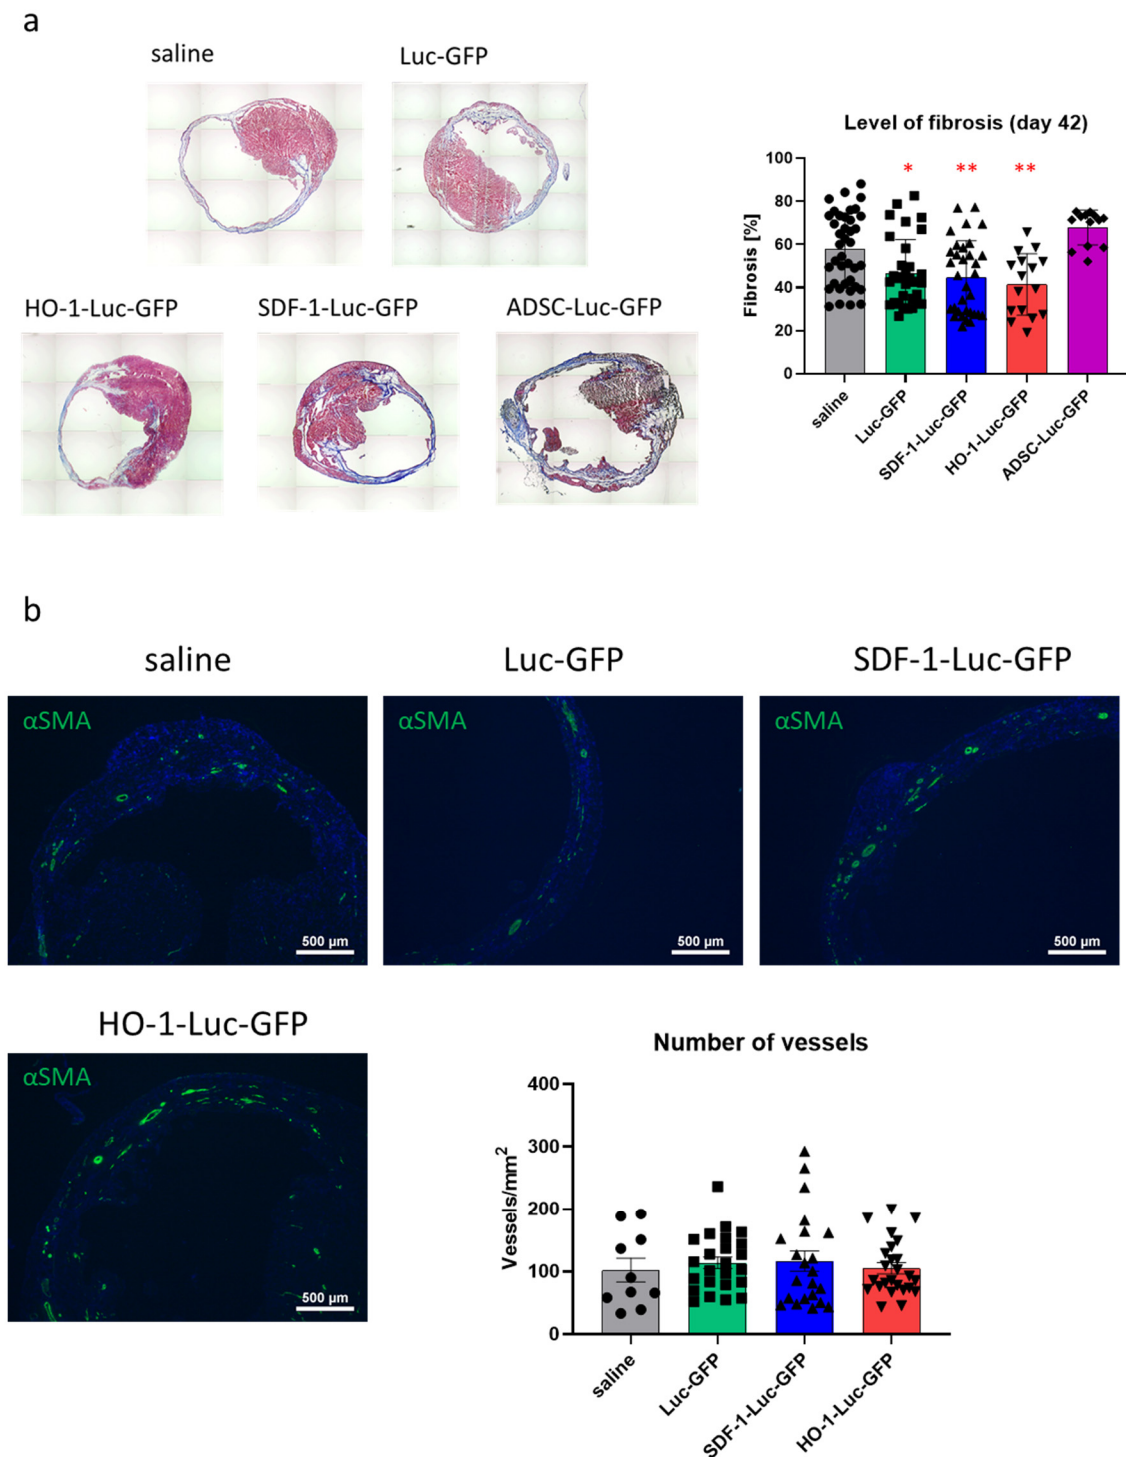 a
saline
Luc-GFP
HO-1-Luc-GFP
SDF-1-Luc-GFP
ADSC-Luc-GFP
Level of fibrosis (day 42)
Fibrosis [%]
100
80
60
40
20
0
*
**
**
saline
Luc-GFP
SDF-1-Luc-GFP
HO-1-Luc-GFP
ADSC-Luc-GFP
b
saline
Luc-GFP
SDF-1-Luc-GFP
αSMA
500 µm
αSMA
500 µm
αSMA
500 µm
HO-1-Luc-GFP
αSMA
500 µm
Number of vessels
Vessels/mm²
400
300
200
100
0
saline
Luc-GFP
SDF-1-Luc-GFP
HO-1-Luc-GFP